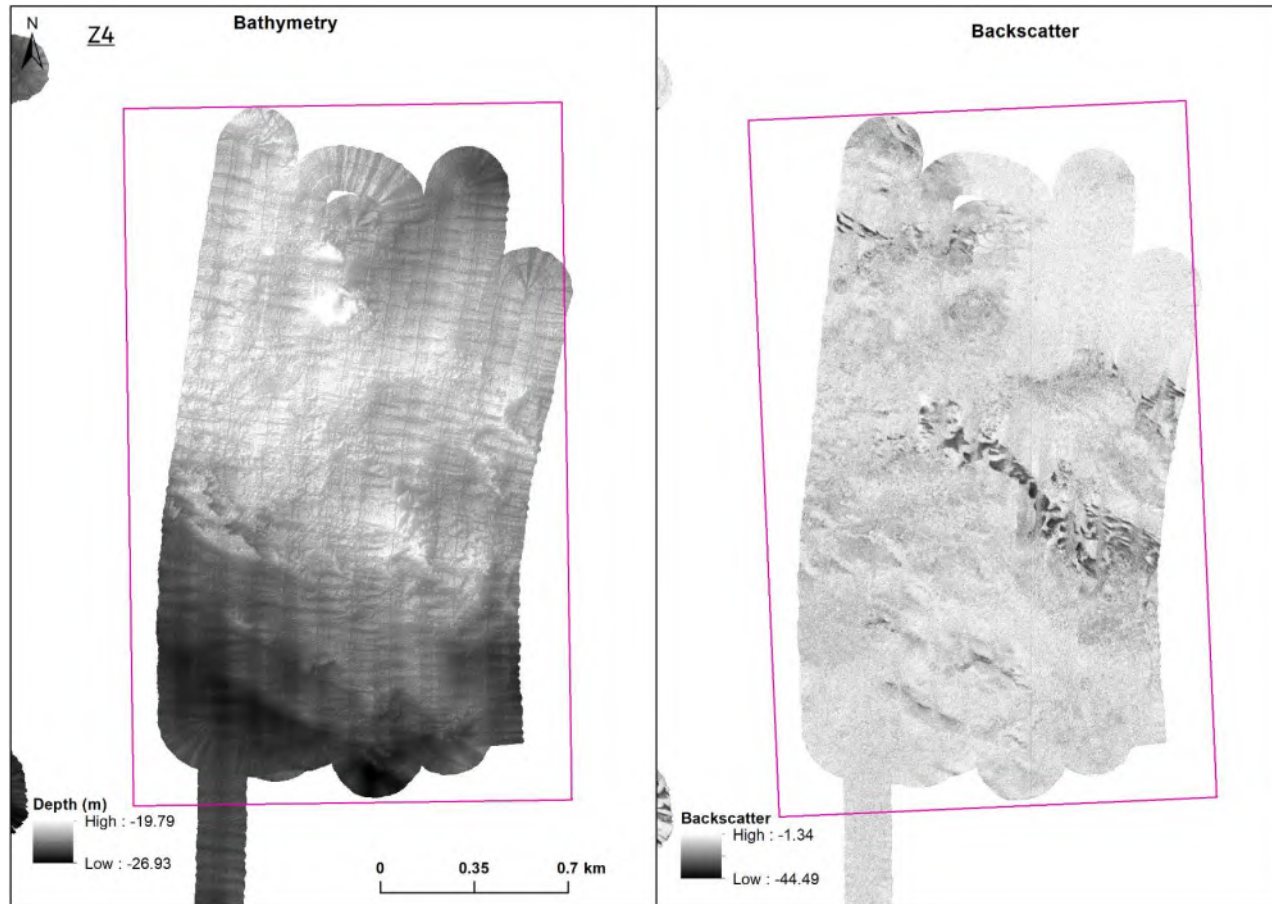 N
Z4
Bathymetry
Backscatter
Depth (m)
High : -19.79
Low : -26.93
0 0.35 0.7 km
Backscatter
High : -1.34
Low : -44.49